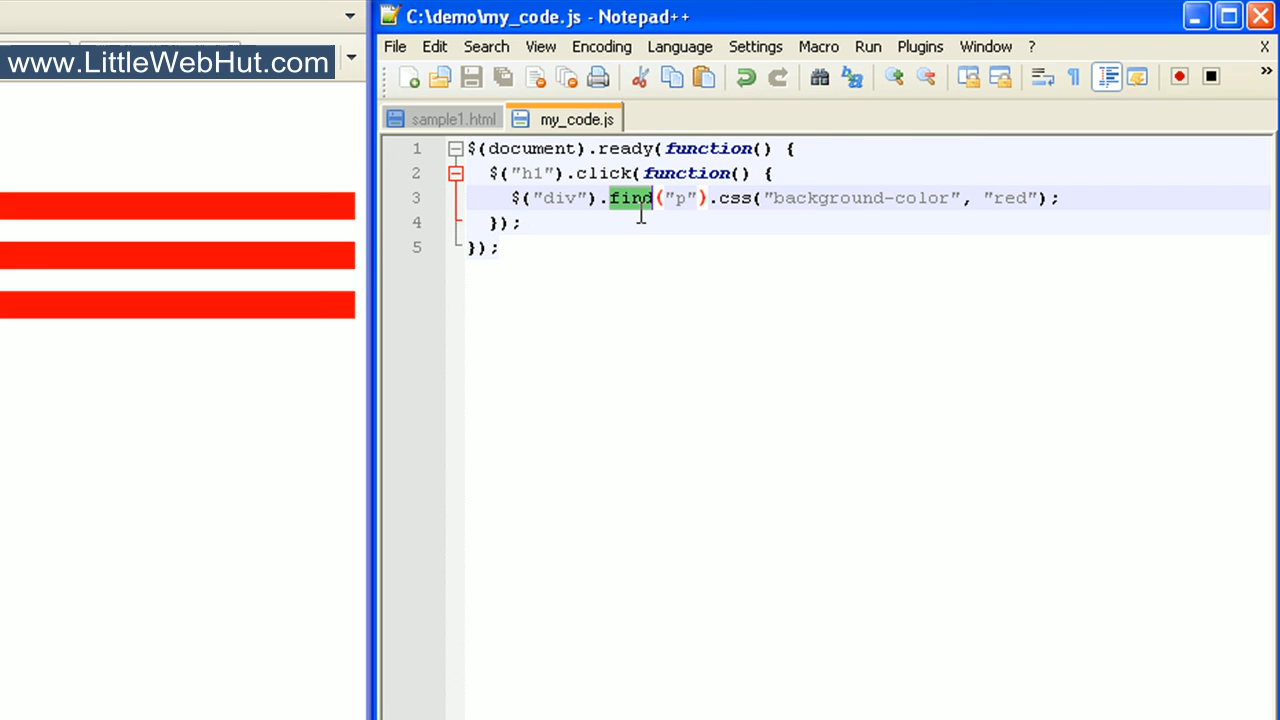 www.LittleWebHut.com
C:\demo\my_code.js - Notepad++
File Edit Search View Encoding Language Settings Macro Run Plugins Window ? X
sample1.html my_code.js
1 $(document).ready(function() {
2 $("h1").click(function() {
3 $("div").find("p").css("background-color", "red");
4 });
5 });